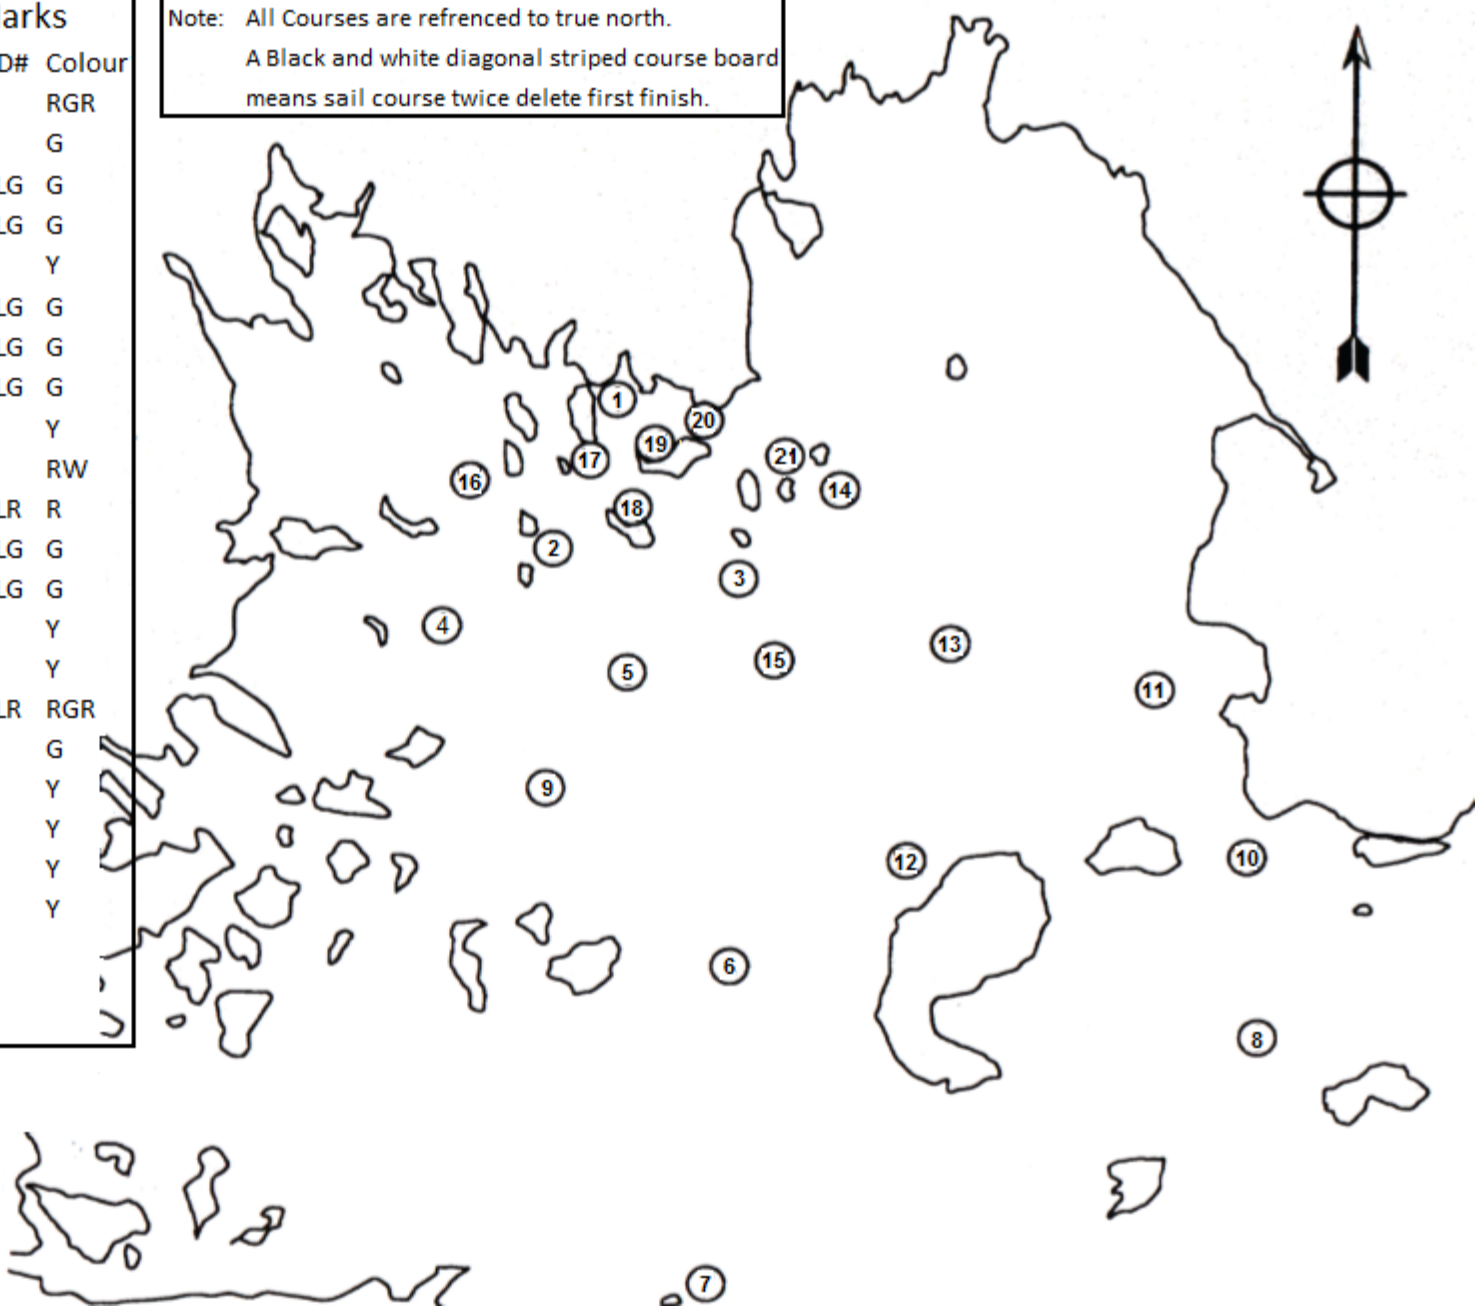 arks
D# Colour
RGR
G
LG G
LG G
Y
LG G
LG G
LG G
Y
RW
LR R
LG G
LG G
Y
Y
LR RGR
G
Y
Y
Y
Y
Note: All Courses are refrenced to true north.
A Black and white diagonal striped course board
means sail course twice delete first finish.
1
20
19
17
21
16
14
18
2
3
4
13
15
5
11
9
10
12
6
8
7